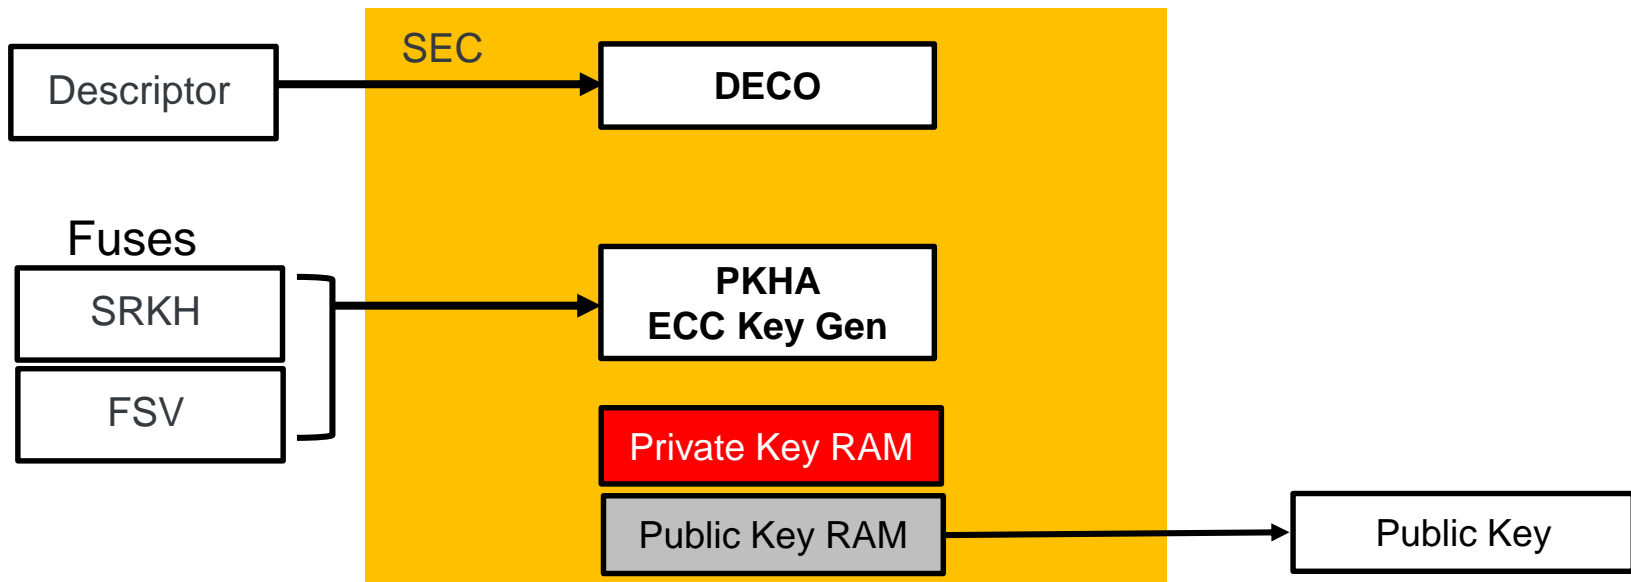 SEC
Descriptor
DECO
Fuses
SRKH
FSV
PKHA
ECC Key Gen
Private Key RAM
Public Key RAM
Public Key